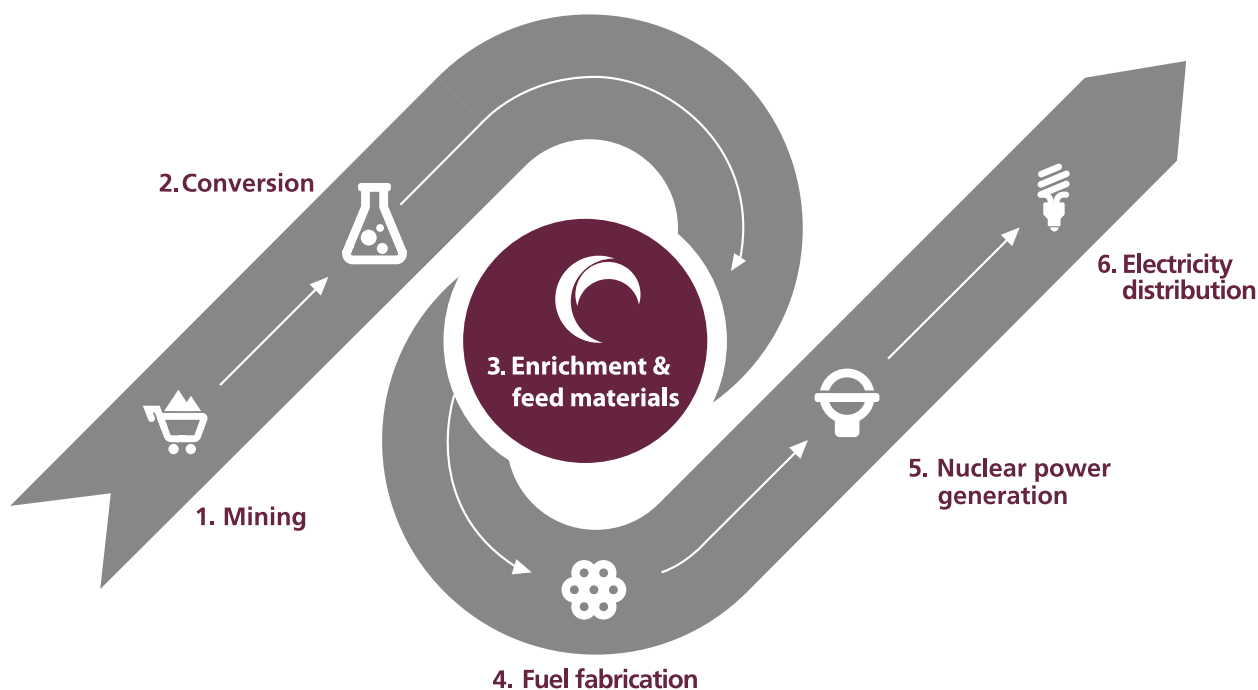 1. Mining
2. Conversion
3. Enrichment &
feed materials
4. Fuel fabrication
5. Nuclear power
generation
6. Electricity
distribution